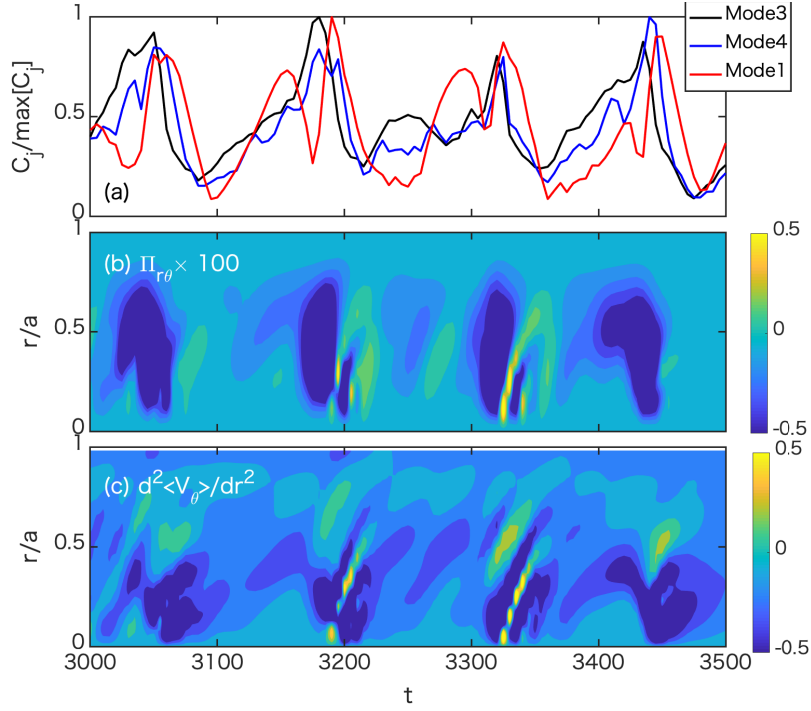 1
0.5
0
C_j/max[C_j]
(a)
Mode3
Mode4
Mode1
1
0.5
0
r/a
(b) Π_rθ × 100
0.5
0
-0.5
0.5
0
r/a
(c) d²<V_θ>/dr²
0.5
0
-0.5
3000
3100
3200
3300
3400
3500
t